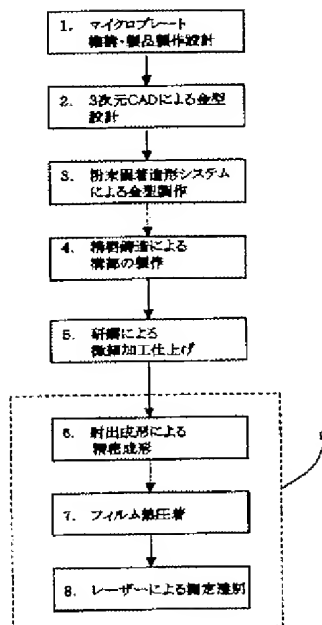 1. マイクロプレート
機構・製品製作設計
2. 3次元CADによる金型
設計
3. 粉末固着造形システム
による金型製作
4. 精密鋳造による
溝部の製作
5. 研磨による
微細加工仕上げ
6. 射出成形による
精密成形
7. フィルム熱圧着
8. レーザーによる測定選別